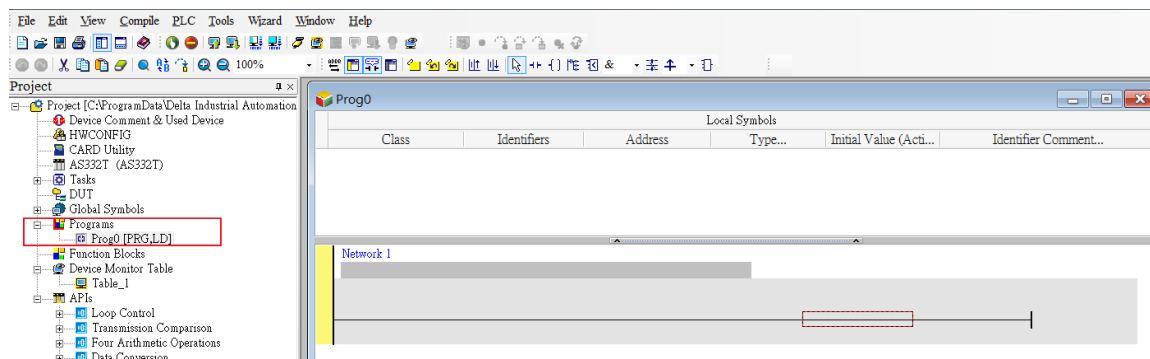 File Edit View Compile PLC Tools Wizard Window Help
100%
Project
Prog0
Project [C:\ProgramData\Delta Industrial Automation
Device Comment & Used Device
HWCONFIG
CARD Utility
AS332T (AS332T)
Tasks
DUT
Global Symbols
Programs
Prog0 [PRG,LD]
Function Blocks
Device Monitor Table
Table_1
APIs
Loop Control
Transmission Comparison
Four Arithmetic Operations
Data Conversion
Local Symbols
Class Identifiers Address Type... Initial Value (Acti... Identifier Comment...
Network 1